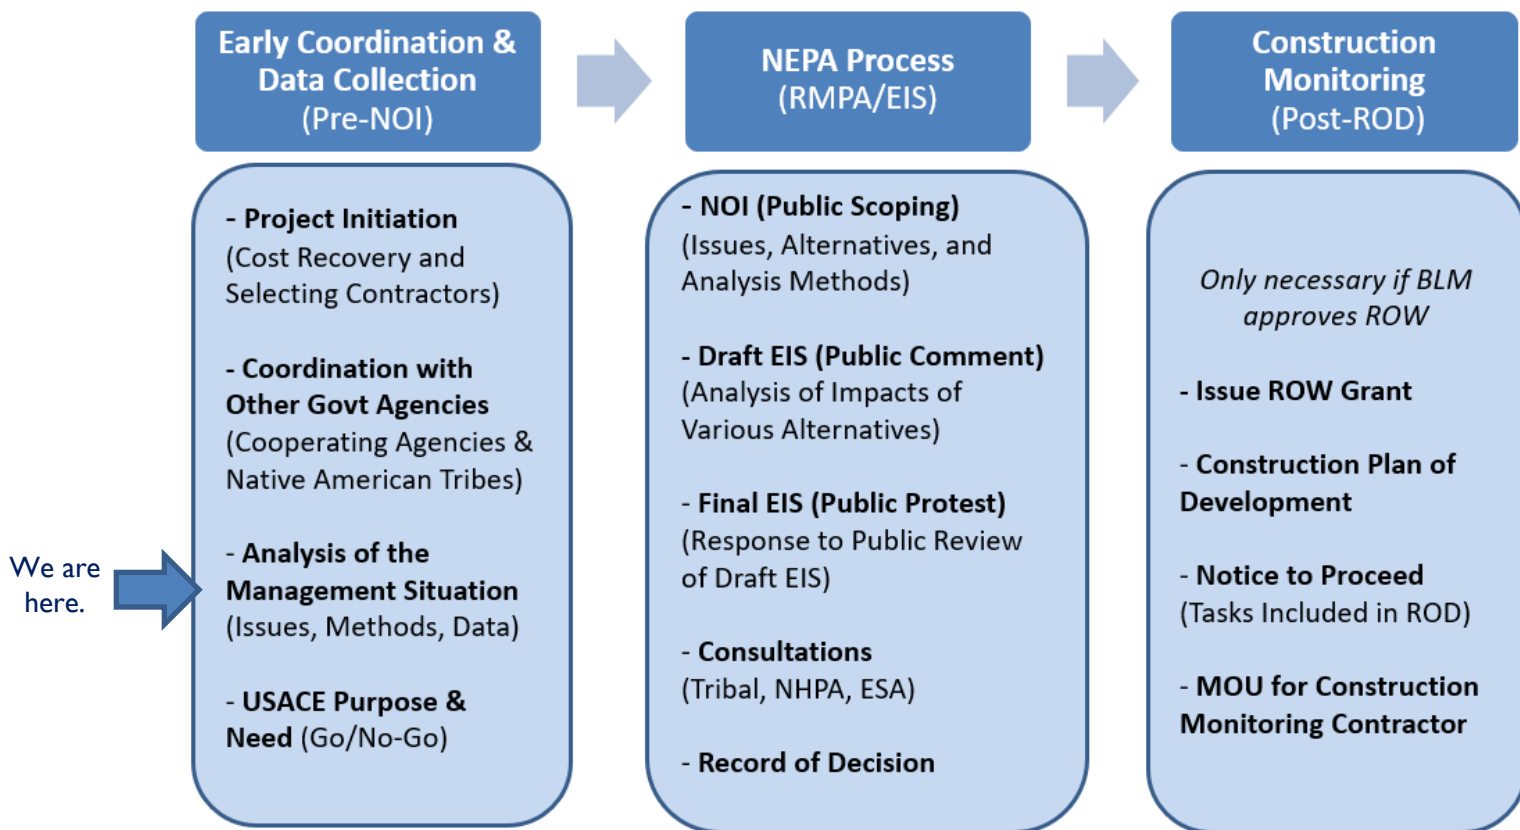 Early Coordination &
Data Collection
(Pre-NOI)
NEPA Process
(RMPA/EIS)
Construction
Monitoring
(Post-ROD)
- Project Initiation
(Cost Recovery and
Selecting Contractors)
- Coordination with
Other Govt Agencies
(Cooperating Agencies &
Native American Tribes)
- Analysis of the
Management Situation
(Issues, Methods, Data)
- USACE Purpose &
Need (Go/No-Go)
We are
here.
- NOI (Public Scoping)
(Issues, Alternatives, and
Analysis Methods)
- Draft EIS (Public Comment)
(Analysis of Impacts of
Various Alternatives)
- Final EIS (Public Protest)
(Response to Public Review
of Draft EIS)
- Consultations
(Tribal, NHPA, ESA)
- Record of Decision
Only necessary if BLM
approves ROW
- Issue ROW Grant
- Construction Plan of
Development
- Notice to Proceed
(Tasks Included in ROD)
- MOU for Construction
Monitoring Contractor